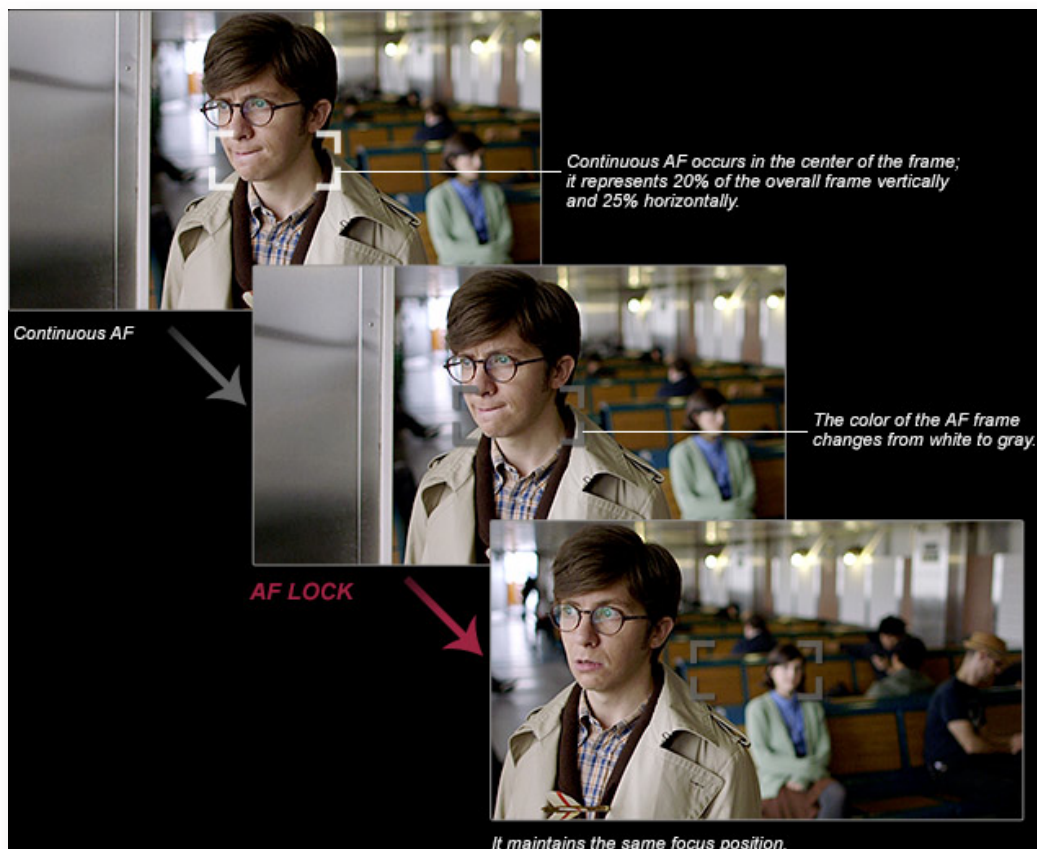 Continuous AF occurs in the center of the frame;
it represents 20% of the overall frame vertically
and 25% horizontally.
Continuous AF
The color of the AF frame
changes from white to gray.
AF LOCK
It maintains the same focus position.